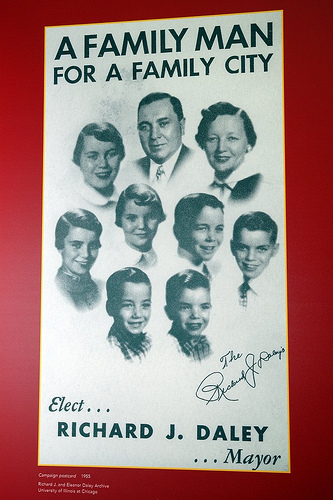 A FAMILY MAN
FOR A FAMILY CITY
The
Richard J. Daleys
Elect...
RICHARD J. DALEY
...Mayor
Campaign postcard 1955
Richard J. and Eleanor Daley Archive
University of Illinois at Chicago